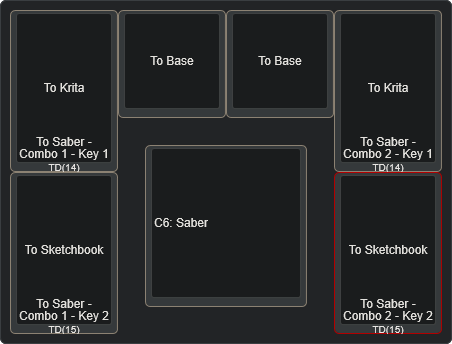 To Krita
To Saber -
Combo 1 - Key 1
TD(14)
To Base
To Base
To Krita
To Saber -
Combo 2 - Key 1
TD(14)
To Sketchbook
To Saber -
Combo 1 - Key 2
TD(15)
C6: Saber
To Sketchbook
To Saber -
Combo 2 - Key 2
TD(15)